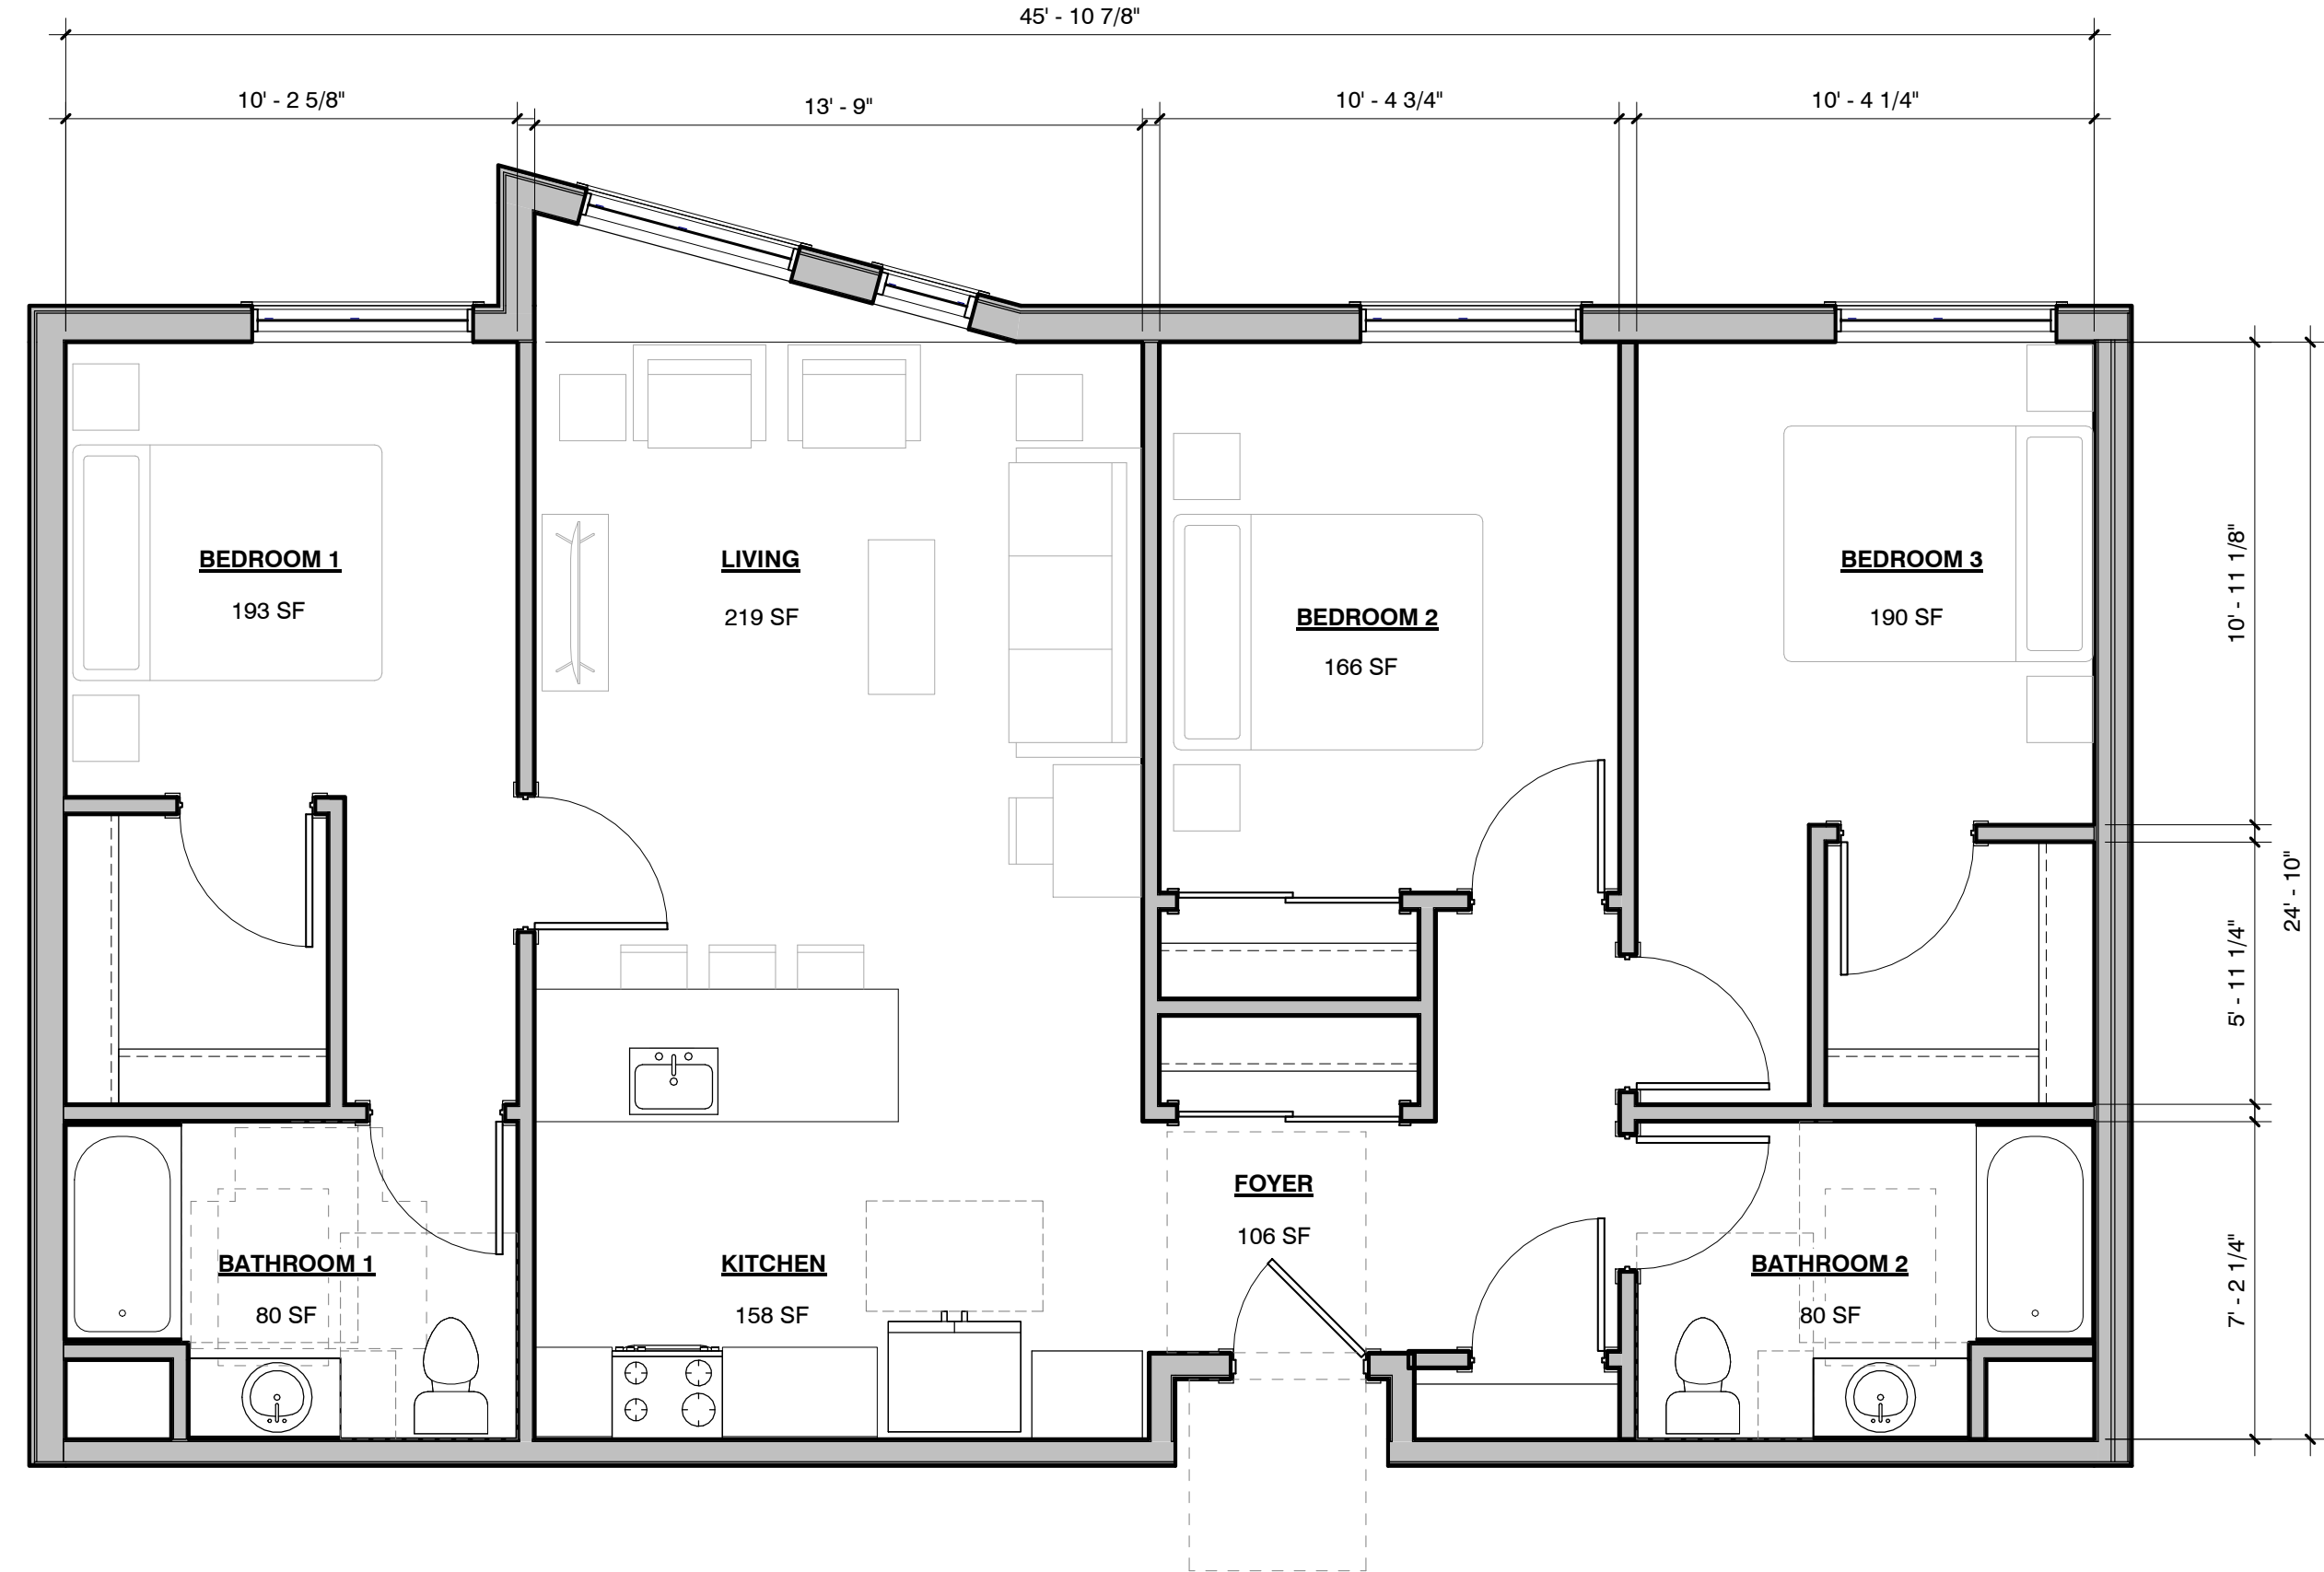 45' - 10 7/8"
10' - 2 5/8"
13' - 9"
10' - 4 3/4"
10' - 4 1/4"
BEDROOM 1
193 SF
LIVING
219 SF
BEDROOM 2
166 SF
BEDROOM 3
190 SF
10' - 11 1/8"
5' - 11 1/4"
24' - 10"
7' - 2 1/4"
BATHROOM 1
80 SF
KITCHEN
158 SF
FOYER
106 SF
BATHROOM 2
80 SF